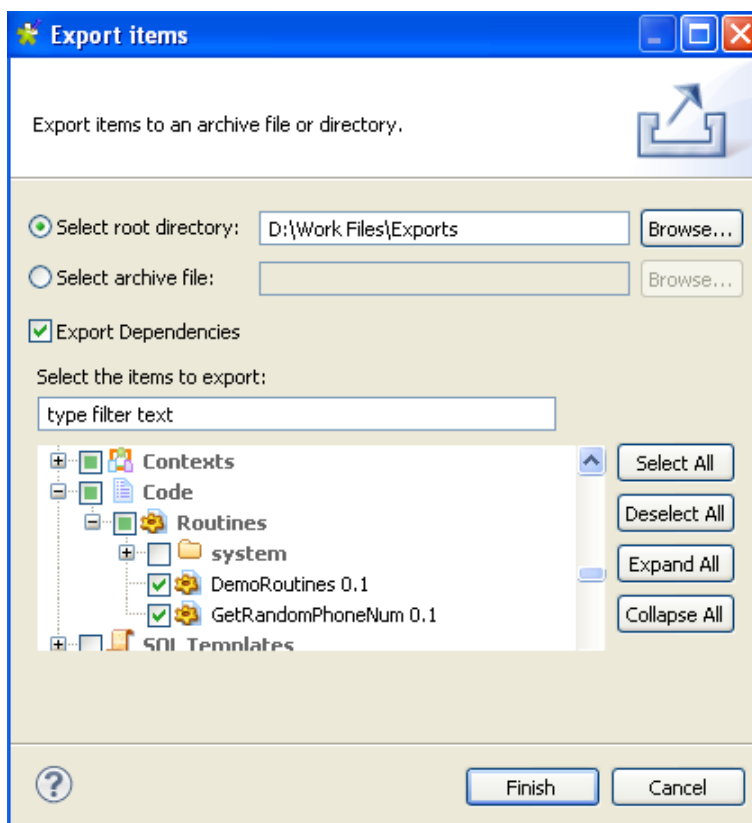 Export items
Export items to an archive file or directory.
Select root directory: D:\Work Files\Exports Browse...
Select archive file: Browse...
Export Dependencies
Select the items to export:
type filter text
Contexts
Code
Routines
system
DemoRoutines 0.1
GetRandomPhoneNum 0.1
SQL Templates
Select All
Deselect All
Expand All
Collapse All
?
Finish Cancel